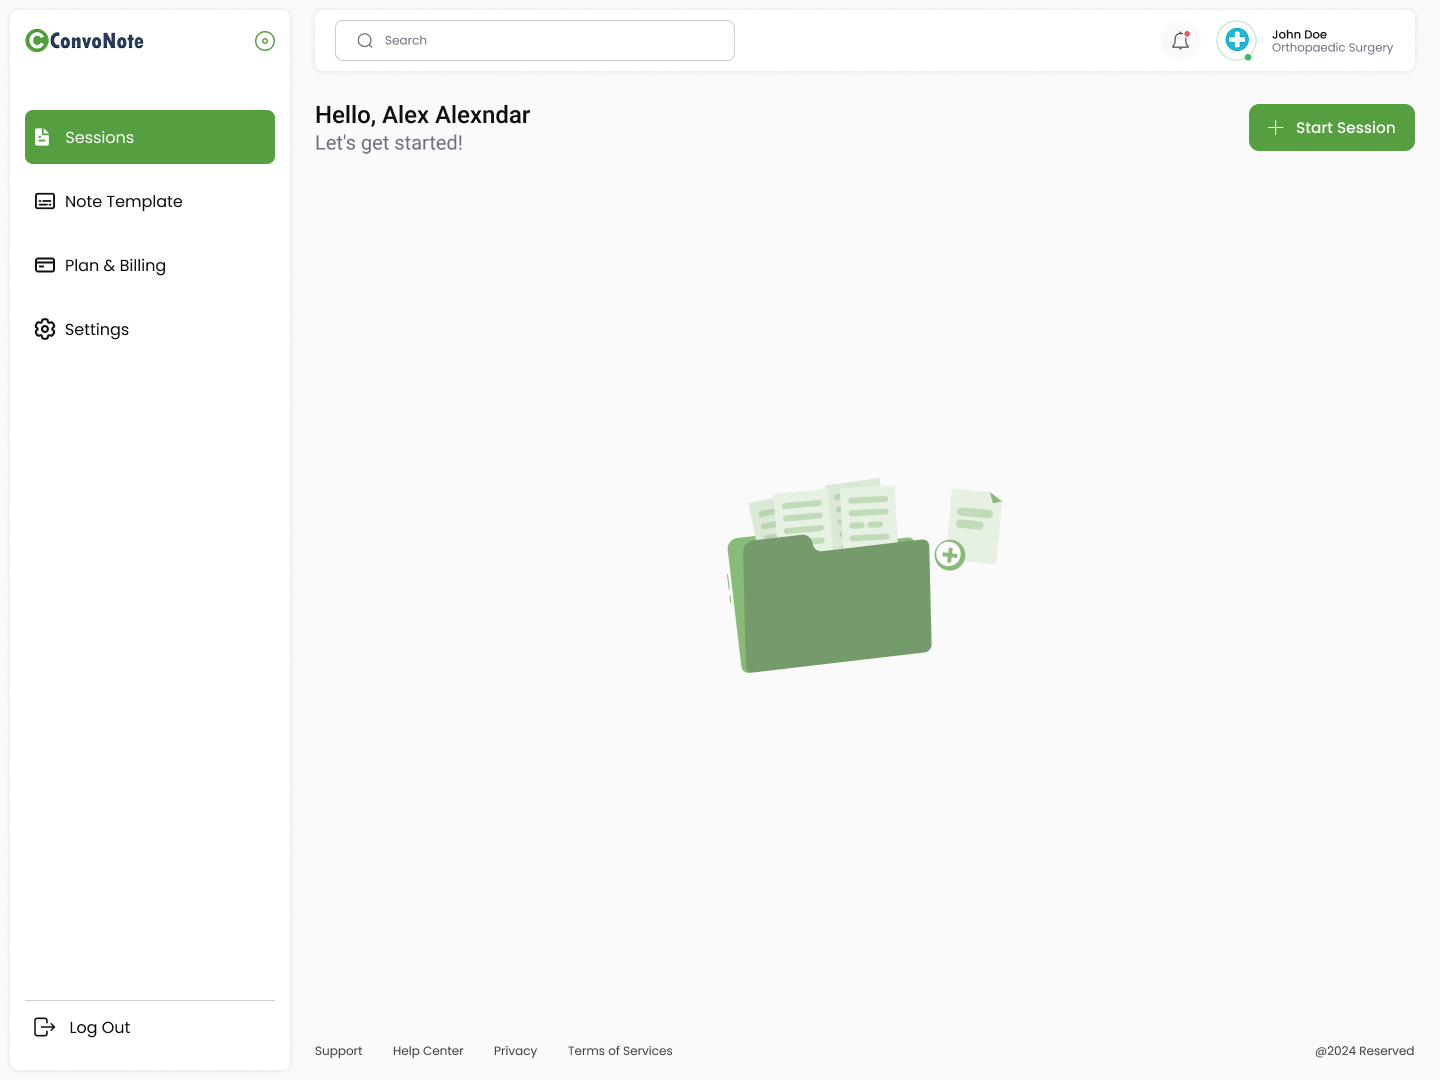 ConvoNote
Search
John Doe
Orthopaedic Surgery
Sessions
Note Template
Plan & Billing
Settings
Log Out
Hello, Alex Alexndar
Let's get started!
Start Session
Support
Help Center
Privacy
Terms of Services
@2024 Reserved